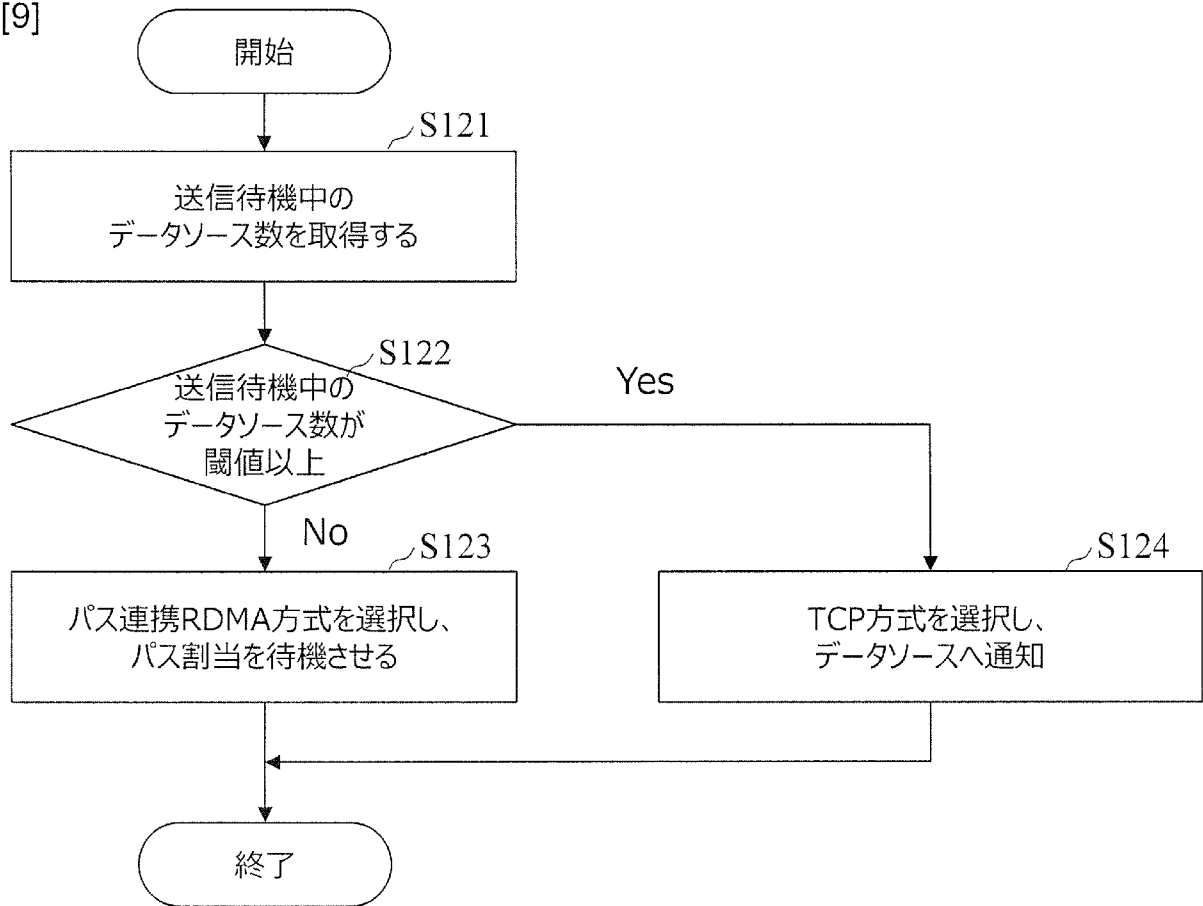 [9]
開始
S121
送信待機中の
データソース数を取得する
S122
送信待機中の
データソース数が
閾値以上
Yes
No
S123
パス連携RDMA方式を選択し、
パス割当を待機させる
S124
TCP方式を選択し、
データソースへ通知
終了